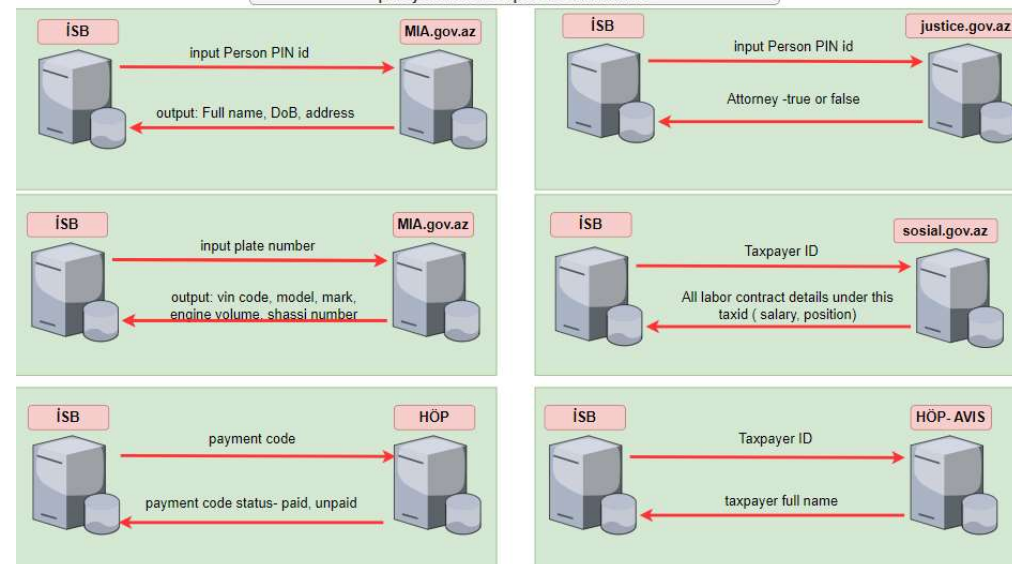 İSB
MIA.gov.az
input Person PIN id
output: Full name, DoB, address
İSB
justice.gov.az
input Person PIN id
Attorney -true or false
İSB
MIA.gov.az
input plate number
output: vin code, model, mark,
engine volume, shassi number
İSB
sosial.gov.az
Taxpayer ID
All labor contract details under this
taxid ( salary, position)
İSB
HÖP
payment code
payment code status- paid, unpaid
İSB
HÖP- AVIS
Taxpayer ID
taxpayer full name